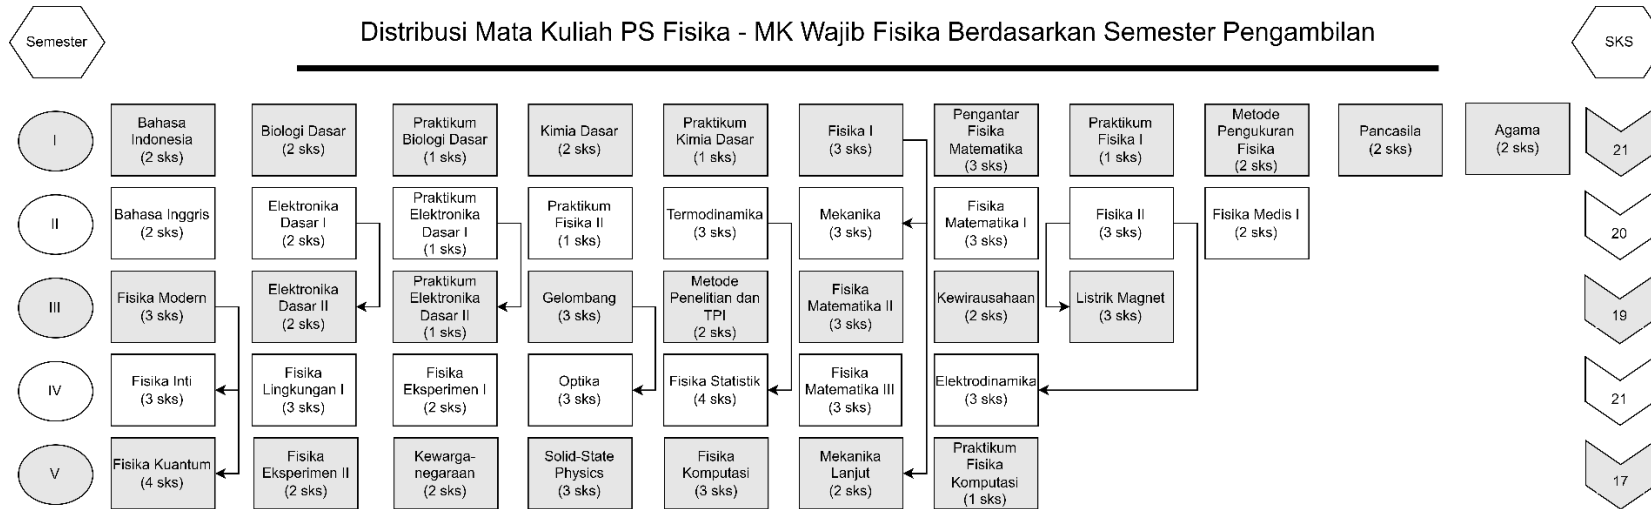 Semester
Distribusi Mata Kuliah PS Fisika - MK Wajib Fisika Berdasarkan Semester Pengambilan
SKS
I
Bahasa
Indonesia
(2 sks)
Biologi Dasar
(2 sks)
Praktikum
Biologi Dasar
(1 sks)
Kimia Dasar
(2 sks)
Praktikum
Kimia Dasar
(1 sks)
Fisika I
(3 sks)
Pengantar
Fisika
Matematika
(3 sks)
Praktikum
Fisika I
(1 sks)
Metode
Pengukuran
Fisika
(2 sks)
Pancasila
(2 sks)
Agama
(2 sks)
21
II
Bahasa Inggris
(2 sks)
Elektronika
Dasar I
(2 sks)
Praktikum
Elektronika
Dasar I
(1 sks)
Praktikum
Fisika II
(1 sks)
Termodinamika
(3 sks)
Mekanika
(3 sks)
Fisika
Matematika I
(3 sks)
Fisika II
(3 sks)
Fisika Medis I
(2 sks)
20
III
Fisika Modern
(3 sks)
Elektronika
Dasar II
(2 sks)
Praktikum
Elektronika
Dasar II
(1 sks)
Gelombang
(3 sks)
Metode
Penelitian dan
TPI
(2 sks)
Fisika
Matematika II
(3 sks)
Kewirausahaan
(2 sks)
Listrik Magnet
(3 sks)
19
IV
Fisika Inti
(3 sks)
Fisika
Lingkungan I
(3 sks)
Fisika
Eksperimen I
(2 sks)
Optika
(3 sks)
Fisika Statistik
(4 sks)
Fisika
Matematika III
(3 sks)
Elektrodinamika
(3 sks)
21
V
Fisika Kuantum
(4 sks)
Fisika
Eksperimen II
(2 sks)
Kewarga-
negaraan
(2 sks)
Solid-State
Physics
(3 sks)
Fisika
Komputasi
(3 sks)
Mekanika
Lanjut
(2 sks)
Praktikum
Fisika
Komputasi
(1 sks)
17